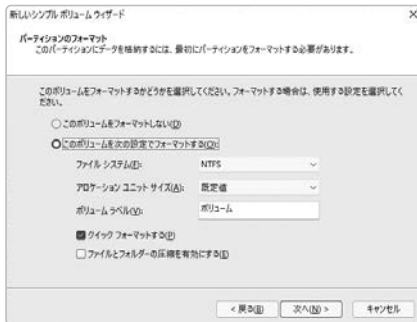 新しいシンプル ボリューム ウィザード
パーティションのフォーマット
このパーティションにデータを格納するには、最初にパーティションをフォーマットする必要があります。
このボリュームをフォーマットするかどうかを選択してください。フォーマットする場合は、使用する設定を選択してく
ださい。
このボリュームをフォーマットしない(D)
このボリュームを次の設定でフォーマットする(O):
ファイル システム(F): NTFS
アロケーション ユニット サイズ(A): 既定値
ボリューム ラベル(V): ボリューム
クイック フォーマットする(P)
ファイルとフォルダーの圧縮を有効にする(E)
< 戻る(B) 次へ(N) > キャンセル